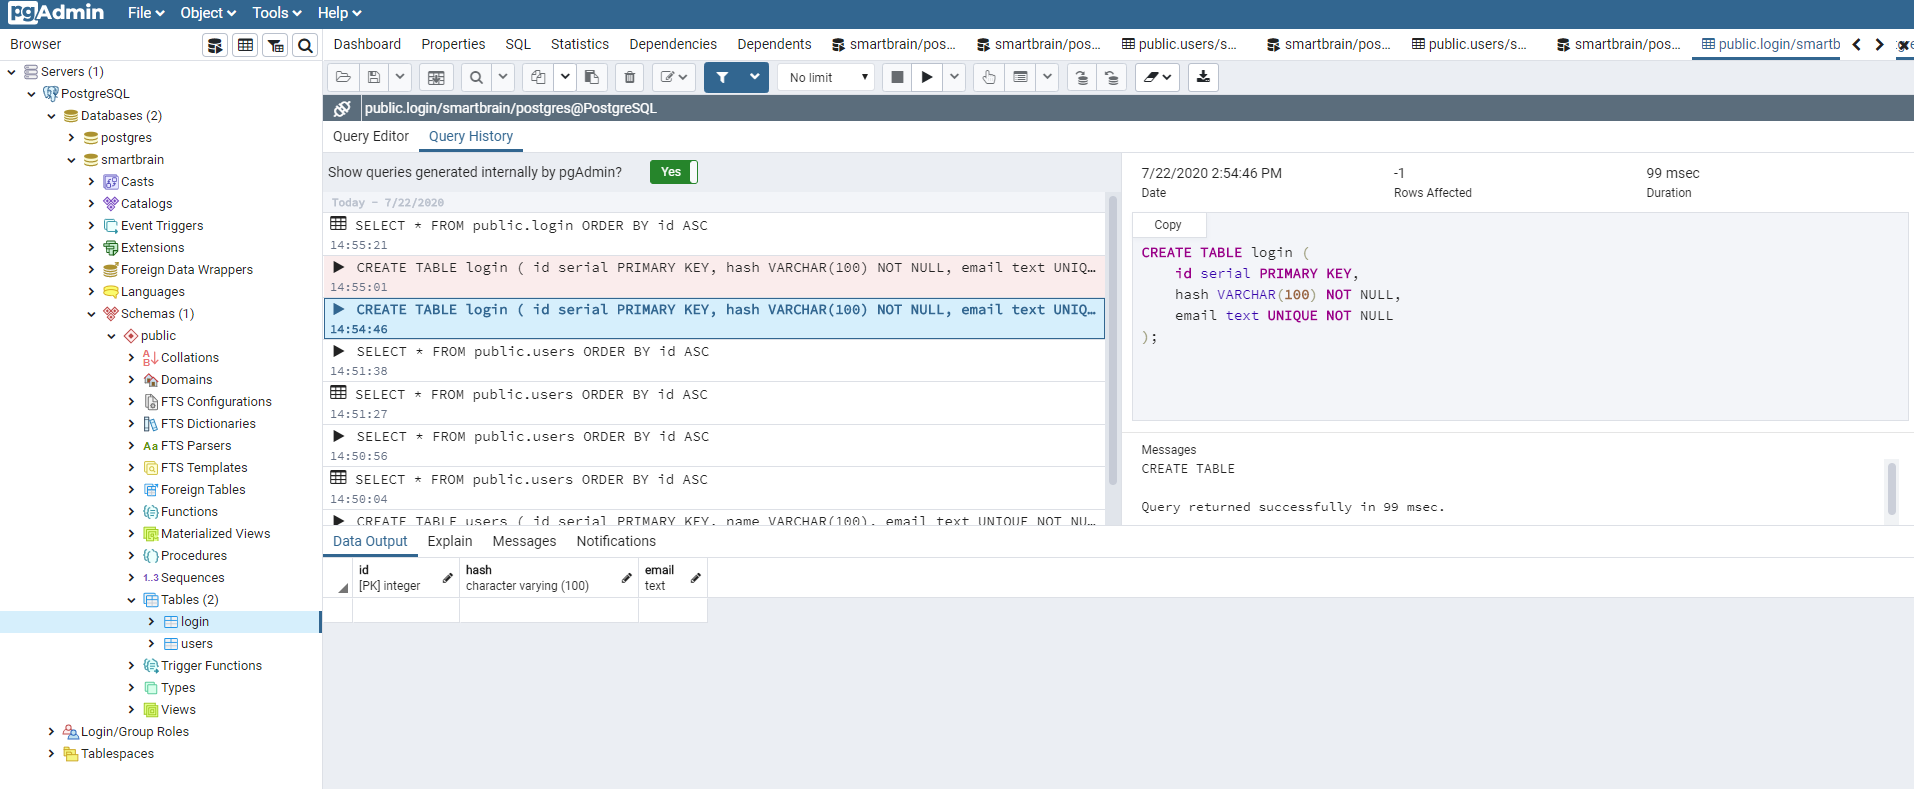 pgAdmin File Object Tools Help
Browser
Dashboard Properties SQL Statistics Dependencies Dependents smartbrain/pos... smartbrain/pos... public.users/s... smartbrain/pos... public.users/s... smartbrain/pos... public.login/smartb
Servers (1)
PostgreSQL
Databases (2)
postgres
smartbrain
Casts
Catalogs
Event Triggers
Extensions
Foreign Data Wrappers
Languages
Schemas (1)
public
Collations
Domains
FTS Configurations
FTS Dictionaries
Aa FTS Parsers
FTS Templates
Foreign Tables
Functions
Materialized Views
Procedures
1..3 Sequences
Tables (2)
login
users
Trigger Functions
Types
Views
Login/Group Roles
Tablespaces
No limit
public.login/smartbrain/postgres@PostgreSQL
Query Editor Query History
Show queries generated internally by pgAdmin? Yes
Today - 7/22/2020
SELECT * FROM public.login ORDER BY id ASC
14:55:21
CREATE TABLE login ( id serial PRIMARY KEY, hash VARCHAR(100) NOT NULL, email text UNIQ...
14:55:01
CREATE TABLE login ( id serial PRIMARY KEY, hash VARCHAR(100) NOT NULL, email text UNIQ...
14:54:46
SELECT * FROM public.users ORDER BY id ASC
14:51:38
SELECT * FROM public.users ORDER BY id ASC
14:51:27
SELECT * FROM public.users ORDER BY id ASC
14:50:56
SELECT * FROM public.users ORDER BY id ASC
14:50:04
CREATE TABLE users ( id serial PRIMARY KEY, name VARCHAR(100), email text UNIQUE NOT NU...
7/22/2020 2:54:46 PM -1 99 msec
Date Rows Affected Duration
Copy
CREATE TABLE login (
id serial PRIMARY KEY,
hash VARCHAR(100) NOT NULL,
email text UNIQUE NOT NULL
);
Messages
CREATE TABLE
Query returned successfully in 99 msec.
Data Output Explain Messages Notifications
id hash email
[PK] integer character varying (100) text